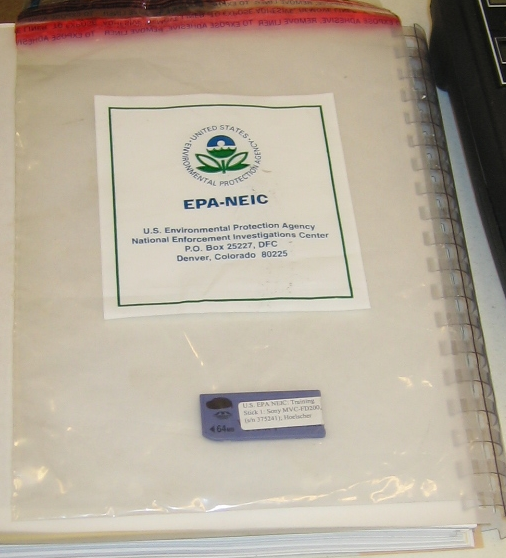 UNITED STATES
ENVIRONMENTAL PROTECTION AGENCY
EPA-NEIC
U.S. Environmental Protection Agency
National Enforcement Investigations Center
P.O. Box 25227, DFC
Denver, Colorado 80225
U.S. EPA NEIC: Training
Stick 1: Sony MVC-FD200,
(s/n 375241); Hoelscher
64MB